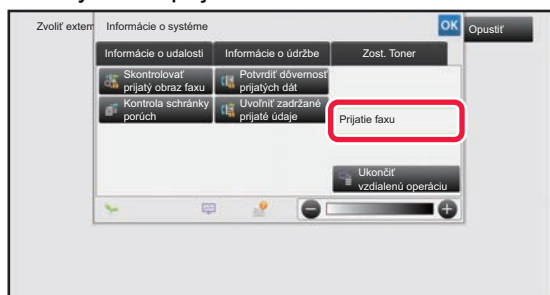 Zvoliť extern
Informácie o systéme
OK
Opustiť
Informácie o udalosti
Informácie o údržbe
Zost. Toner
Skontrolovať
prijatý obraz faxu
Potvrdiť dôvernosť
prijatých dát
Kontrola schránky
porúch
Uvoľniť zadržané
prijaté údaje
Prijatie faxu
Ukončiť
vzdialenú operáciu